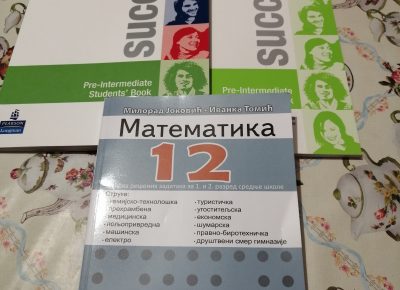 succ
succ
Pre-Intermediate
Students' Book
Pre-Intermediate
PEARSON
Longman
Милорад Јоковић · Иванка Томић
Математика
12
решених задатака за 1. и 2. разред средње школе
Струке:
хемијско-технолошка
прехрамбена
медицинска
пољопривредна
машинска
електро
• туристичка
• угоститељска
• економска
• шумарска
• правно-биротехничка
• друштвени смер гимназије